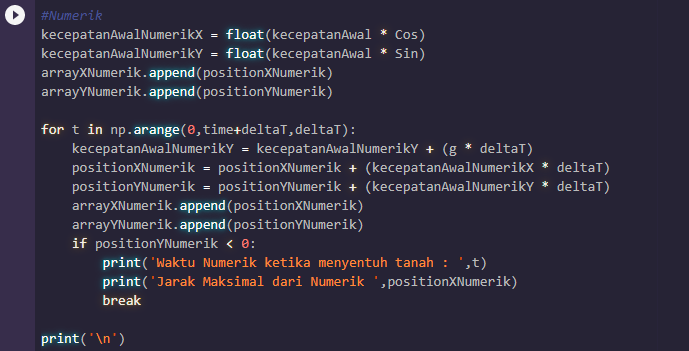 #Numerik
kecepatanAwalNumerikX = float(kecepatanAwal * Cos)
kecepatanAwalNumerikY = float(kecepatanAwal * Sin)
arrayXNumerik.append(positionXNumerik)
arrayYNumerik.append(positionYNumerik)

for t in np.arange(0,time+deltaT,deltaT):
    kecepatanAwalNumerikY = kecepatanAwalNumerikY + (g * deltaT)
    positionXNumerik = positionXNumerik + (kecepatanAwalNumerikX * deltaT)
    positionYNumerik = positionYNumerik + (kecepatanAwalNumerikY * deltaT)
    arrayXNumerik.append(positionXNumerik)
    arrayYNumerik.append(positionYNumerik)
    if positionYNumerik < 0:
        print('Waktu Numerik ketika menyentuh tanah : ',t)
        print('Jarak Maksimal dari Numerik ',positionXNumerik)
        break

print('\n')